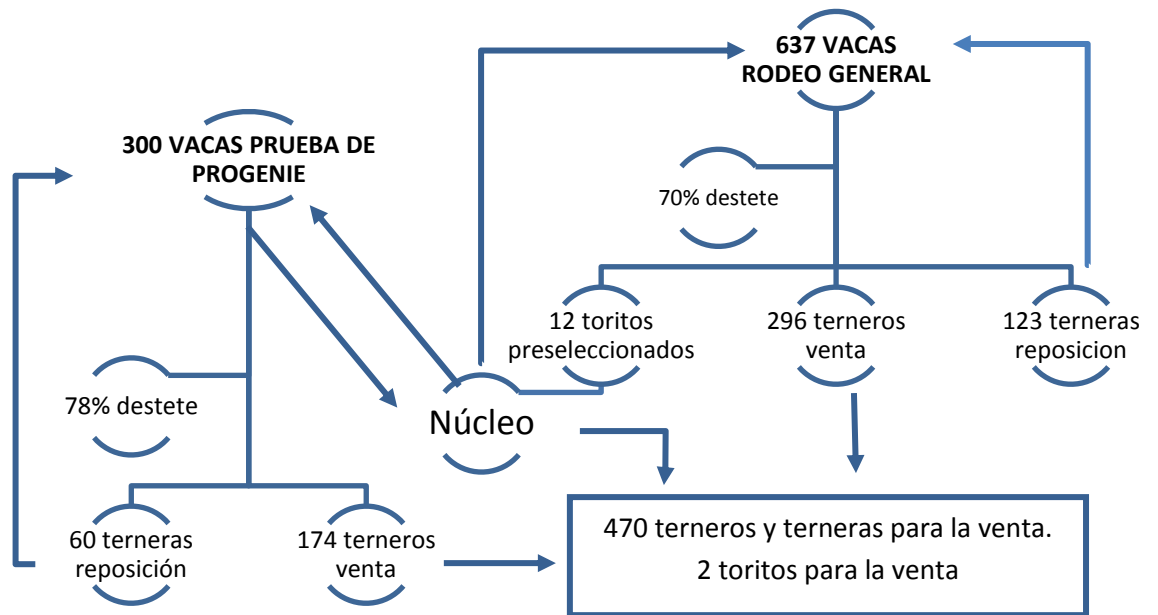 637 VACAS
RODEO GENERAL
300 VACAS PRUEBA DE
PROGENIE
70% destete
12 toritos
preseleccionados
296 terneros
venta
123 terneras
reposicion
78% destete
Núcleo
60 terneras
reposición
174 terneros
venta
470 terneros y terneras para la venta.
2 toritos para la venta